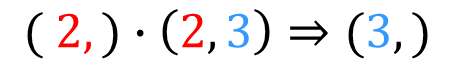 ( 2,) · (2, 3) ⇒ (3,)